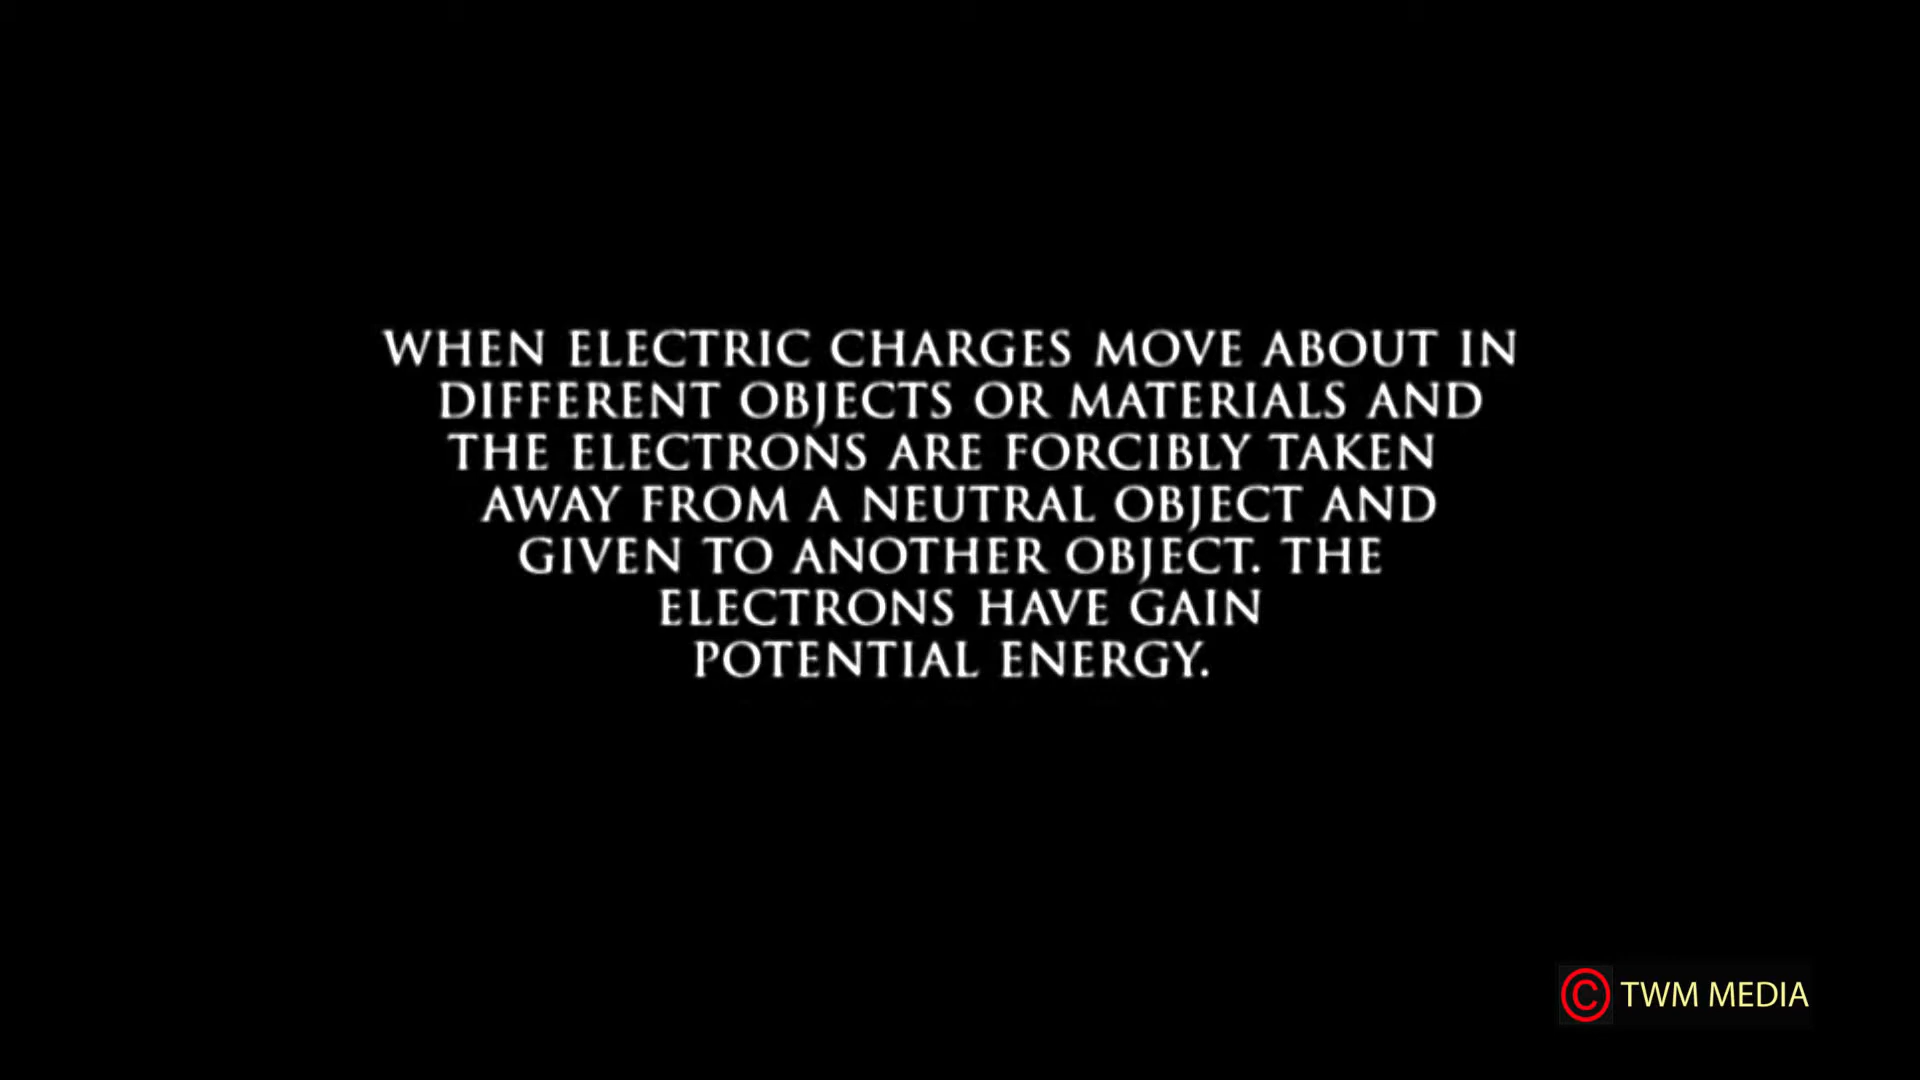 WHEN ELECTRIC CHARGES MOVE ABOUT IN
DIFFERENT OBJECTS OR MATERIALS AND
THE ELECTRONS ARE FORCIBLY TAKEN
AWAY FROM A NEUTRAL OBJECT AND
GIVEN TO ANOTHER OBJECT. THE
ELECTRONS HAVE GAIN
POTENTIAL ENERGY.
© TWM MEDIA